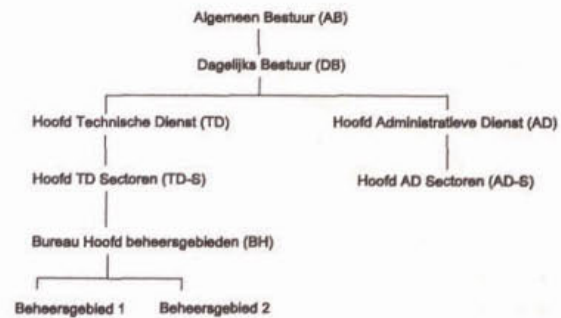 Algemeen Bestuur (AB)
Dagelijks Bestuur (DB)
Hoofd Technische Dienst (TD)
Hoofd Administratieve Dienst (AD)
Hoofd TD Sectoren (TD-S)
Hoofd AD Sectoren (AD-S)
Bureau Hoofd beheersgebieden (BH)
Beheersgebied 1
Beheersgebied 2